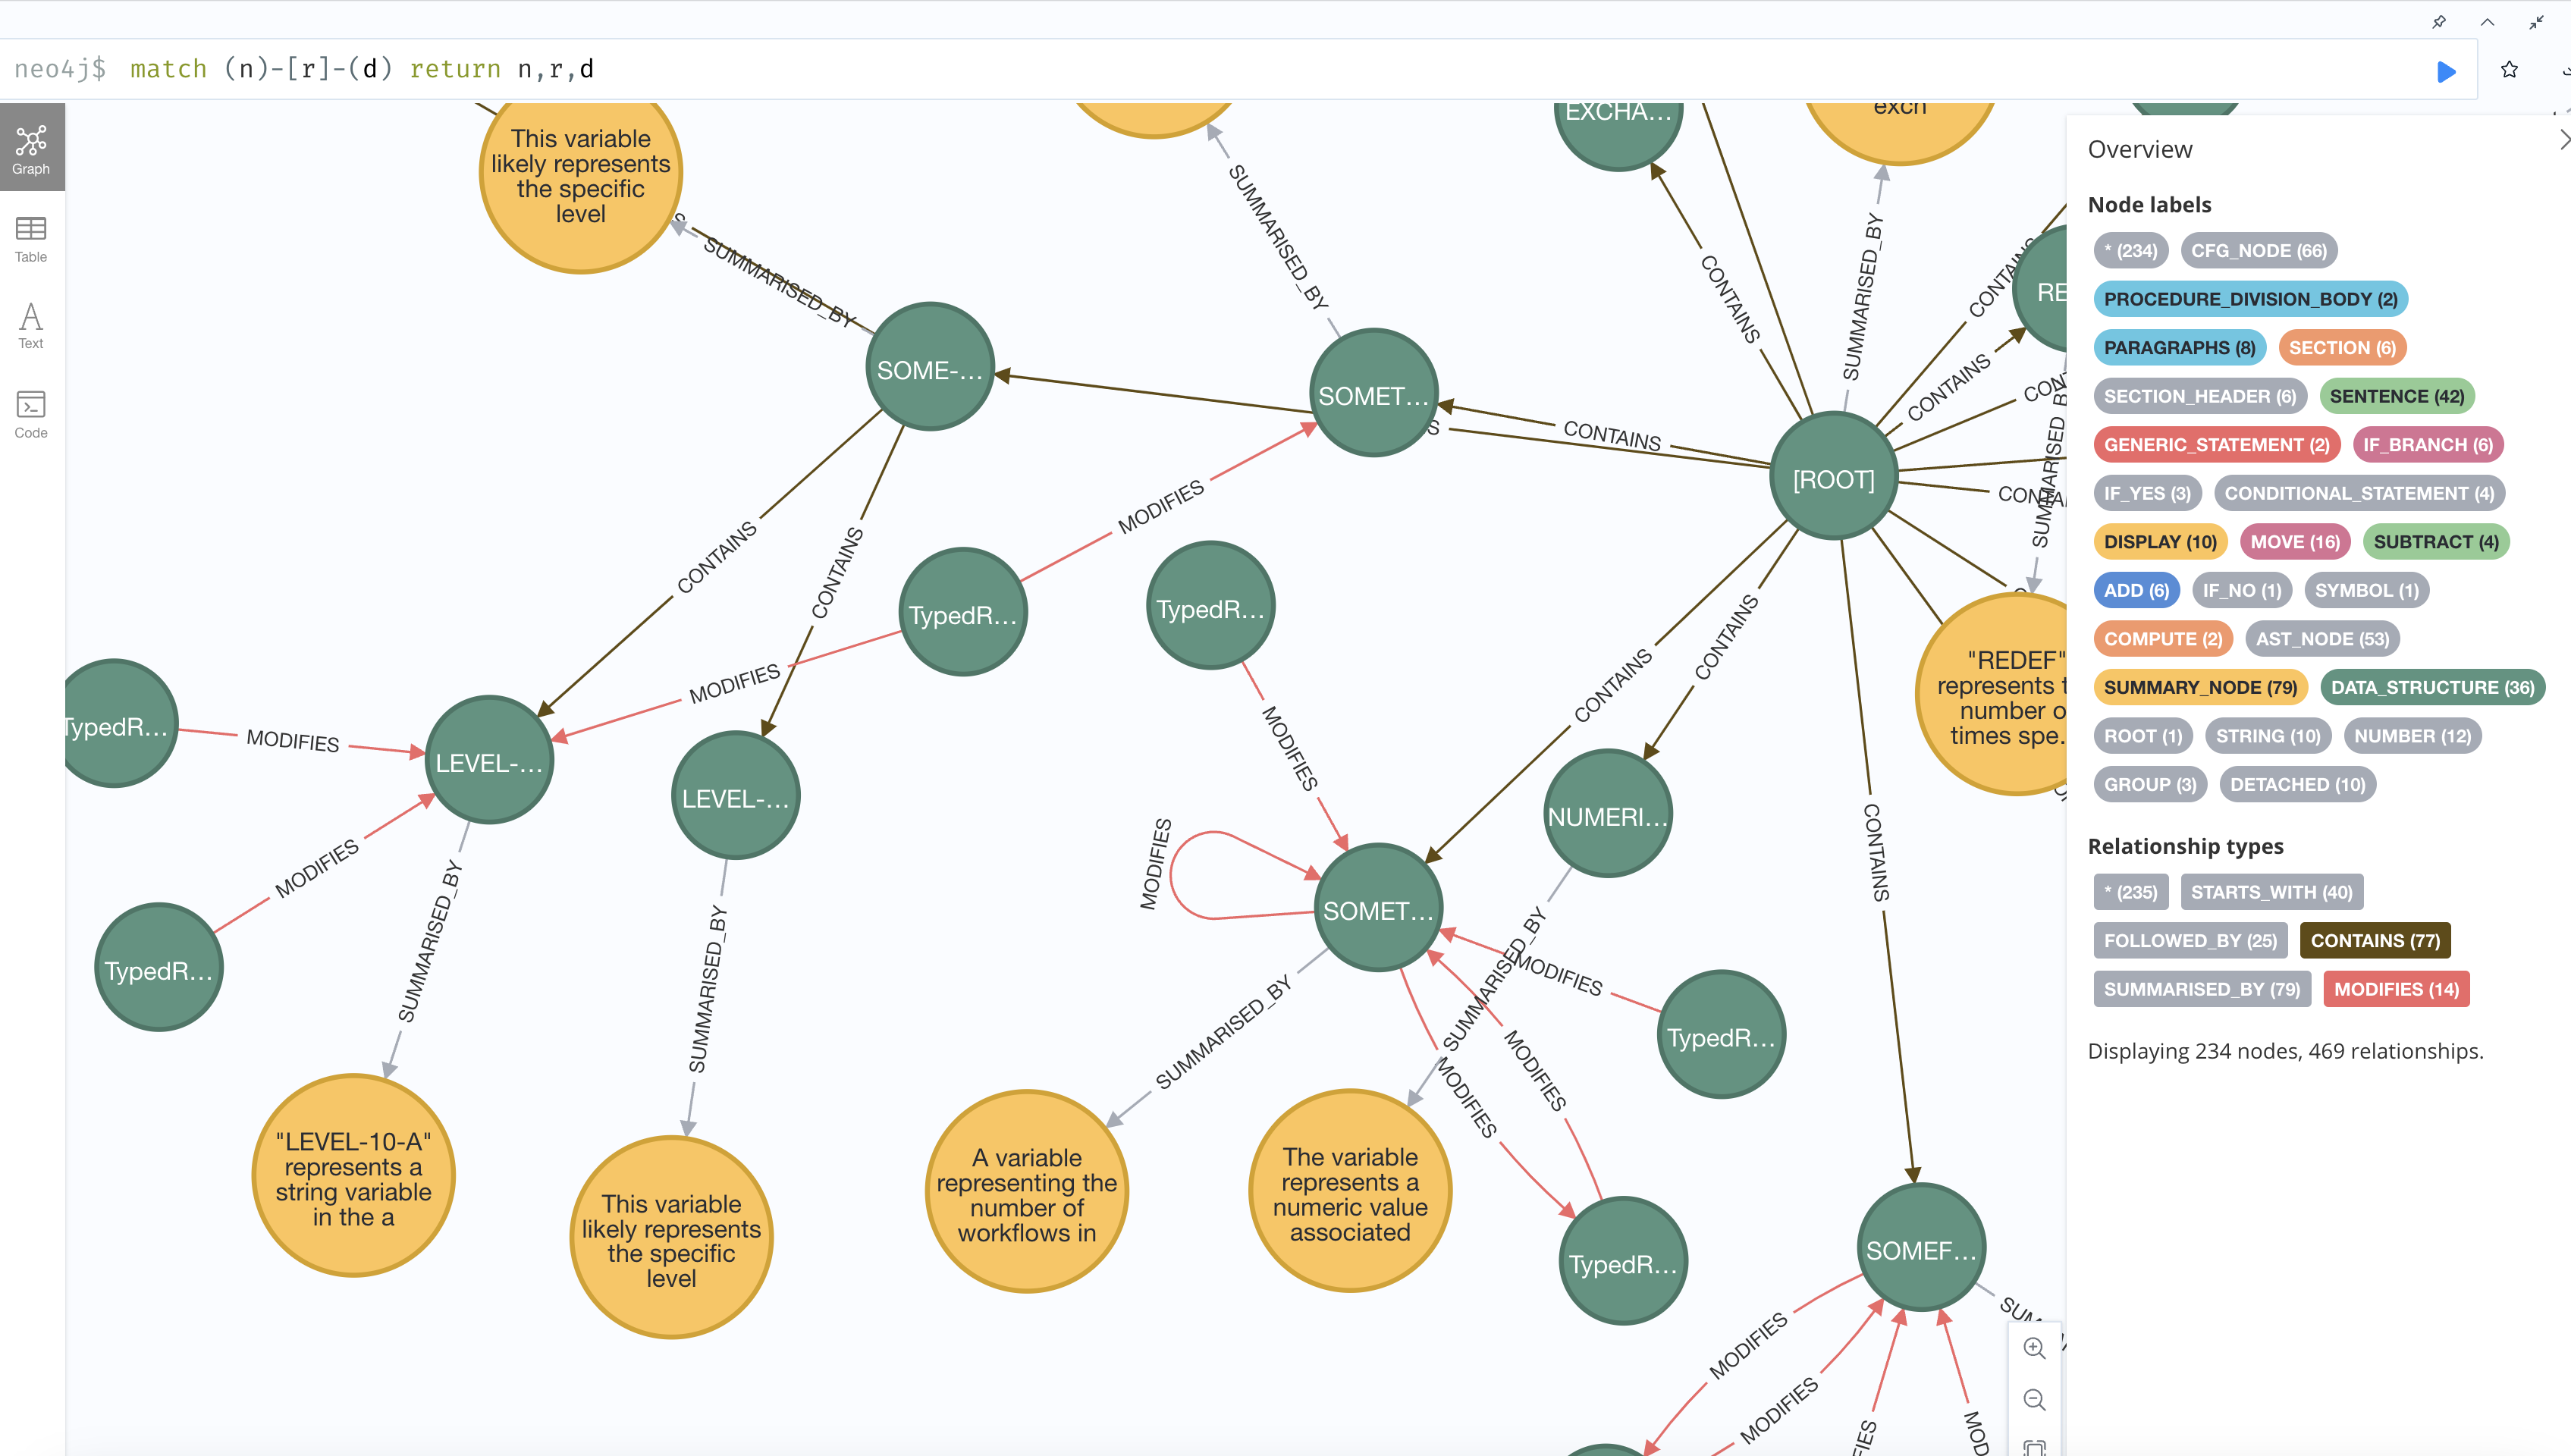 neo4j$ match (n)-[r]-(d) return n,r,d
Graph
Table
Text
Code
This variable
likely represents
the specific
level
EXCHA...
exch
SUMMARISED_BY
SUMMARISED_BY
CONTAINS
SUMMARISED_BY
SOME-...
SOMET...
CONTAINS
[ROOT]
CONTAINS
RE
MODIFIES
CONTAINS
CONTAINS
TypedR...
TypedR...
MODIFIES
CONTAINS
CONTAINS
SUMMARISED_BY
"REDEF"
number o
times spe.
TypedR...
MODIFIES
LEVEL-...
LEVEL-...
MODIFIES
NUMERI...
CONTAINS
MODIFIES
MODIFIES
SOMET...
SUMMARISED_BY
SUMMARISED_BY
TypedR...
SUMMARISED_BY
SUMMARISED_BY
MODIFIES
TypedR...
MODIFIES
MODIFIES
"LEVEL-10-A"
represents a
string variable
in the a
This variable
likely represents
the specific
level
A variable
representing the
number of
workflows in
The variable
represents a
numeric value
associated
TypedR...
SOMEF...
MODIFIES
MODIFIES
Overview
Node labels
* (234) CFG_NODE (66)
PROCEDURE_DIVISION_BODY (2)
PARAGRAPHS (8) SECTION (6)
SECTION_HEADER (6) SENTENCE (42)
GENERIC_STATEMENT (2) IF_BRANCH (6)
IF_YES (3) CONDITIONAL_STATEMENT (4)
DISPLAY (10) MOVE (16) SUBTRACT (4)
ADD (6) IF_NO (1) SYMBOL (1)
COMPUTE (2) AST_NODE (53)
SUMMARY_NODE (79) DATA_STRUCTURE (36)
ROOT (1) STRING (10) NUMBER (12)
GROUP (3) DETACHED (10)
Relationship types
* (235) STARTS_WITH (40)
FOLLOWED_BY (25) CONTAINS (77)
SUMMARISED_BY (79) MODIFIES (14)
Displaying 234 nodes, 469 relationships.